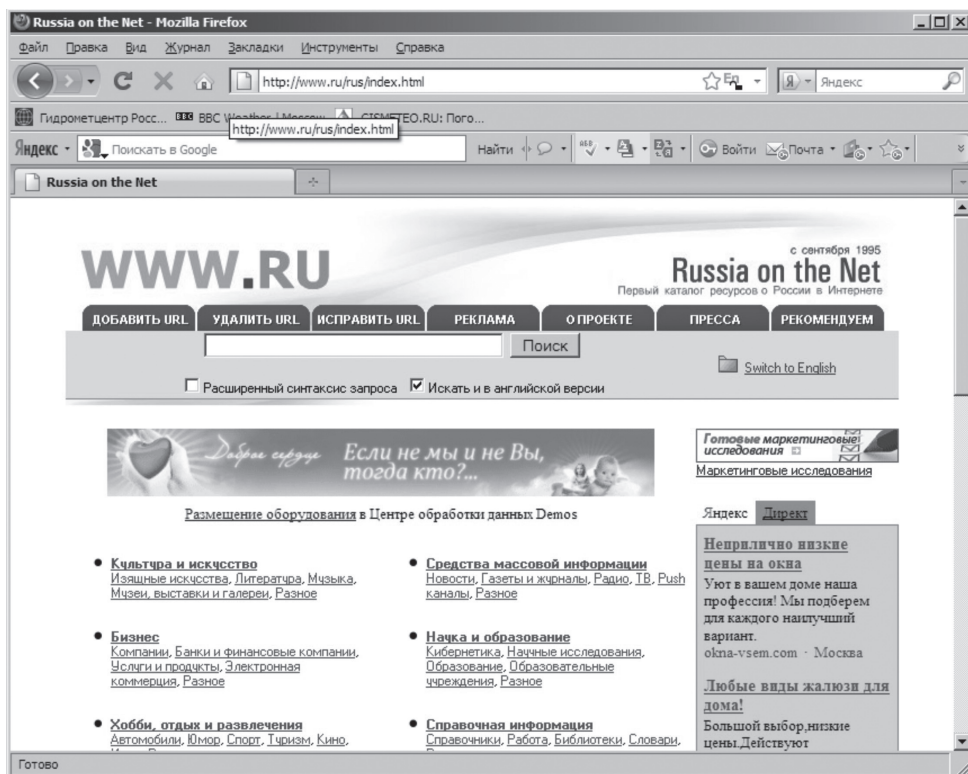 Russia on the Net - Mozilla Firefox
Файл Правка Вид Журнал Закладки Инструменты Справка
http://www.ru/rus/index.html
Яндекс
Гидрометцентр Росс... BBC Weather | Moscow GISMETEO.RU: Пого...
http://www.ru/rus/index.html
Яндекс Поискать в Google Найти Войти Почта
Russia on the Net
с сентября 1995
WWW.RU Russia on the Net
Первый каталог ресурсов о России в Интернете
ДОБАВИТЬ URL УДАЛИТЬ URL ИСПРАВИТЬ URL РЕКЛАМА О ПРОЕКТЕ ПРЕССА РЕКОМЕНДУЕМ
Поиск
Switch to English
Расширенный синтаксис запроса Искать и в английской версии
Доброе сердце Если не мы и не Вы,
тогда кто?...
Готовые маркетинговые
исследования
Маркетинговые исследования
Размещение оборудования в Центре обработки данных Demos
Культура и искусство
Изящные искусства, Литература, Музыка,
Музеи, выставки и галереи, Разное
Средства массовой информации
Новости, Газеты и журналы, Радио, ТВ, Push
каналы, Разное
Бизнес
Компании, Банки и финансовые компании,
Услуги и продукты, Электронная
коммерция, Разное
Наука и образование
Кибернетика, Научные исследования,
Образование, Образовательные
учреждения, Разное
Хобби, отдых и развлечения
Автомобили, Юмор, Спорт, Туризм, Кино,
Справочная информация
Справочники, Работа, Библиотеки, Словари,
Яндекс Директ
Неприлично низкие
цены на окна
Уют в вашем доме наша
профессия! Мы подберем
для каждого наилучший
вариант.
okna-vsem.com · Москва
Любые виды жалюзи для
дома!
Большой выбор,низкие
цены.Действуют
Готово